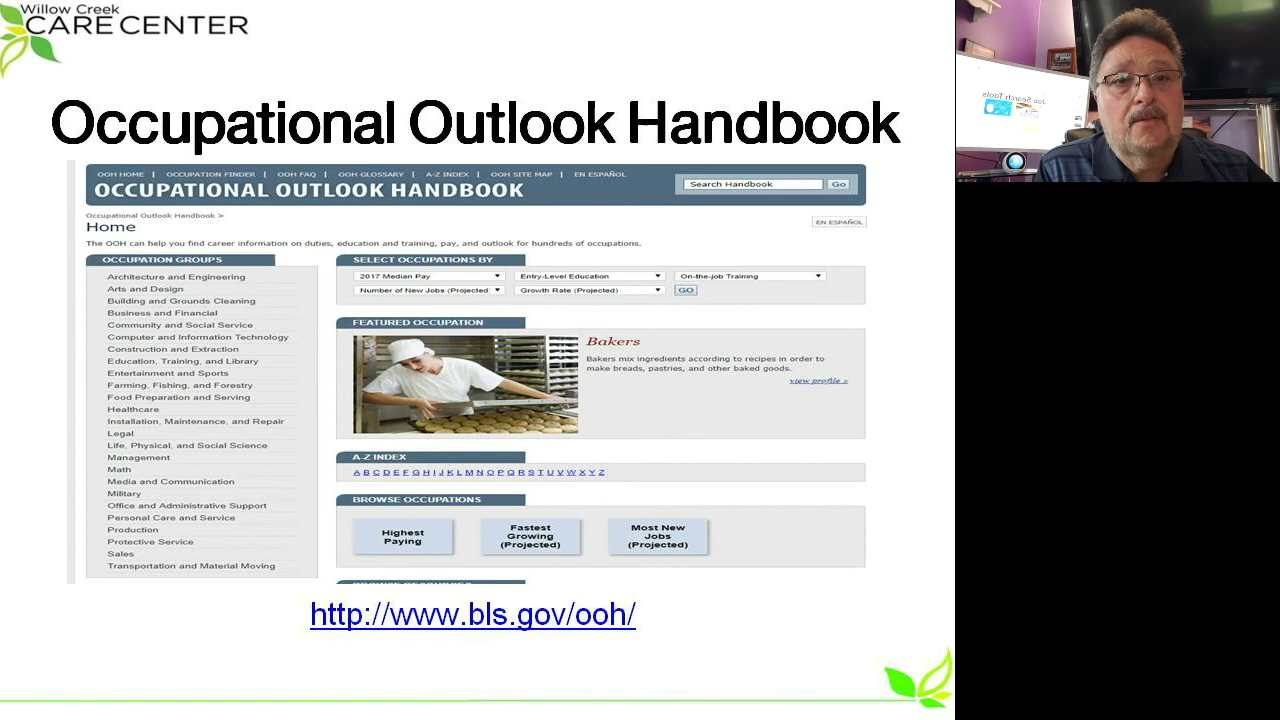 Willow Creek
CARE CENTER
Occupational Outlook Handbook
OOH HOME | OCCUPATION FINDER | OOH FAQ | OOH GLOSSARY | A-Z INDEX | OOH SITE MAP | EN ESPAÑOL
OCCUPATIONAL OUTLOOK HANDBOOK
Search Handbook Go
Occupational Outlook Handbook >
Home
EN ESPAÑOL
The OOH can help you find career information on duties, education and training, pay, and outlook for hundreds of occupations.
OCCUPATION GROUPS
Architecture and Engineering
Arts and Design
Building and Grounds Cleaning
Business and Financial
Community and Social Service
Computer and Information Technology
Construction and Extraction
Education, Training, and Library
Entertainment and Sports
Farming, Fishing, and Forestry
Food Preparation and Serving
Healthcare
Installation, Maintenance, and Repair
Legal
Life, Physical, and Social Science
Management
Math
Media and Communication
Military
Office and Administrative Support
Personal Care and Service
Production
Protective Service
Sales
Transportation and Material Moving
SELECT OCCUPATIONS BY
2017 Median Pay Entry-Level Education On-the-job Training
Number of New Jobs (Projected) Growth Rate (Projected) GO
FEATURED OCCUPATION
Bakers
Bakers mix ingredients according to recipes in order to
make breads, pastries, and other baked goods.
view profile >
A-Z INDEX
A B C D E F G H I J K L M N O P Q R S T U V W X Y Z
BROWSE OCCUPATIONS
Highest
Paying
Fastest
Growing
(Projected)
Most New
Jobs
(Projected)
http://www.bls.gov/ooh/
Job Search Tools